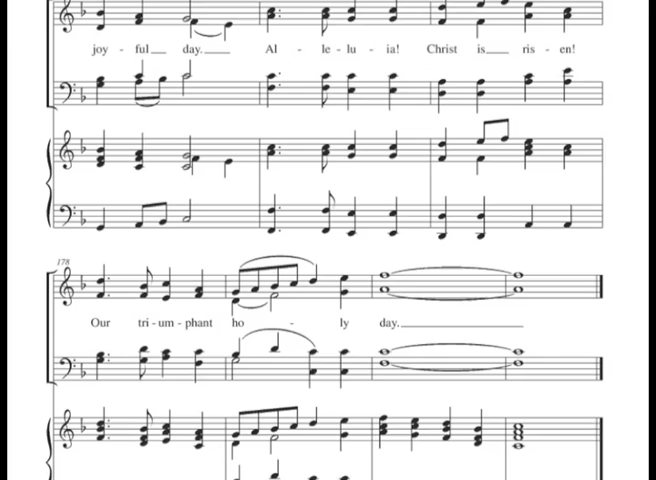 joy - ful day. Al - le - lu - ia! Christ is ris - en!
178
Our tri - um - phant ho - ly day.